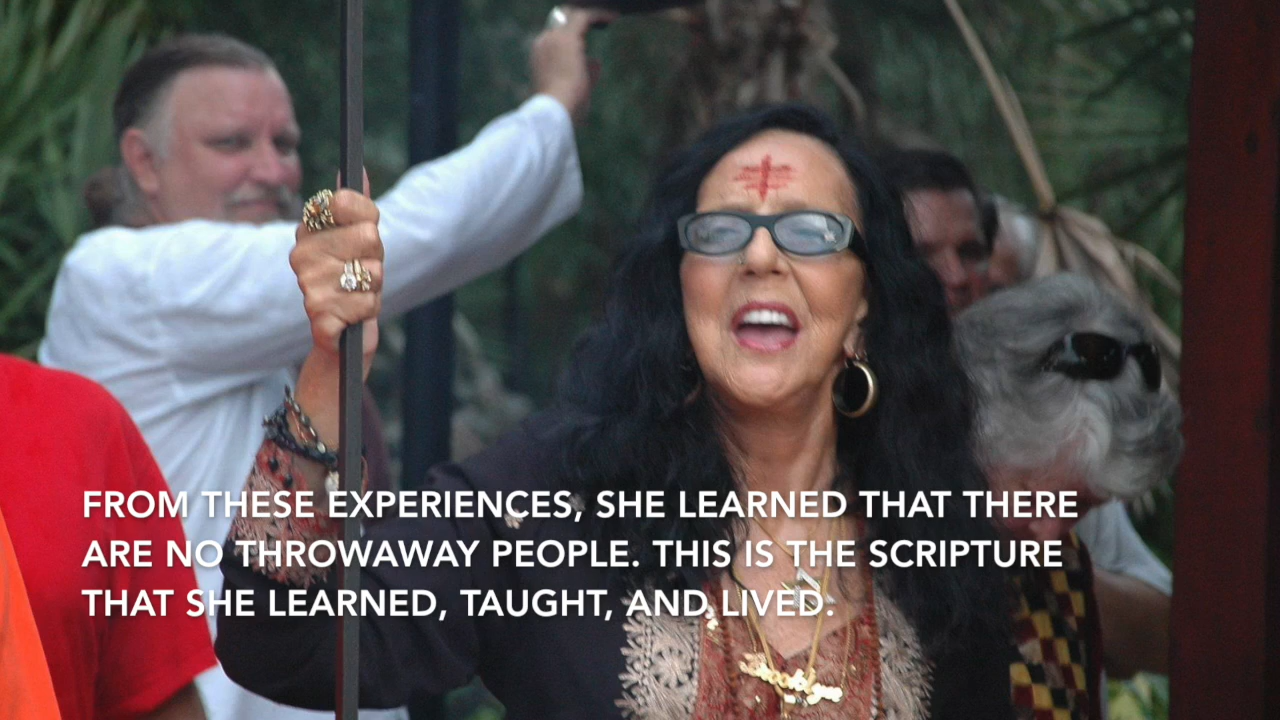 FROM THESE EXPERIENCES, SHE LEARNED THAT THERE
ARE NO THROWAWAY PEOPLE. THIS IS THE SCRIPTURE
THAT SHE LEARNED, TAUGHT, AND LIVED.
Brooklyn